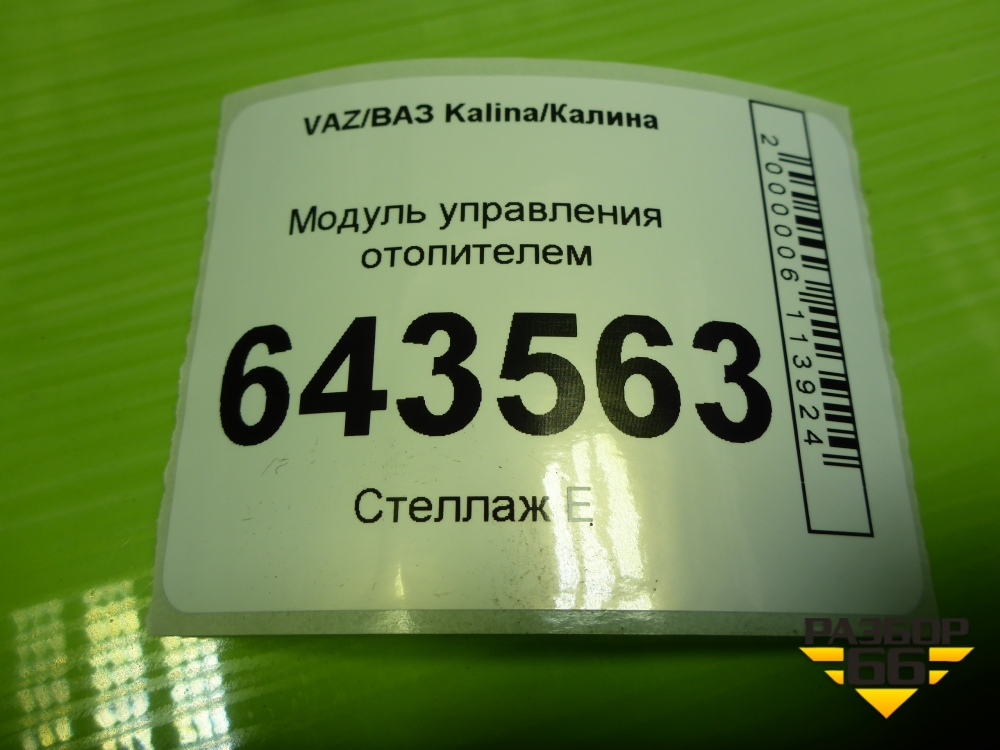 VAZ/ВАЗ Kalina/Калина
Модуль управления
отопителем
643563
Стеллаж E
2000006113924
РАЗБОР
66